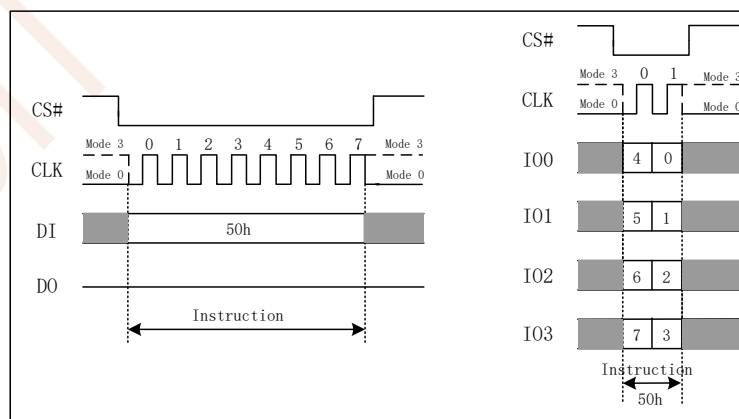 CS#
Mode 3 0 1 2 3 4 5 6 7 Mode 3
CLK
Mode 0 Mode 0
DI 50h
DO
Instruction
CS#
Mode 3 0 1 Mode 3
CLK
Mode 0 Mode 0
IO0 4 0
IO1 5 1
IO2 6 2
IO3 7 3
Instruction
50h